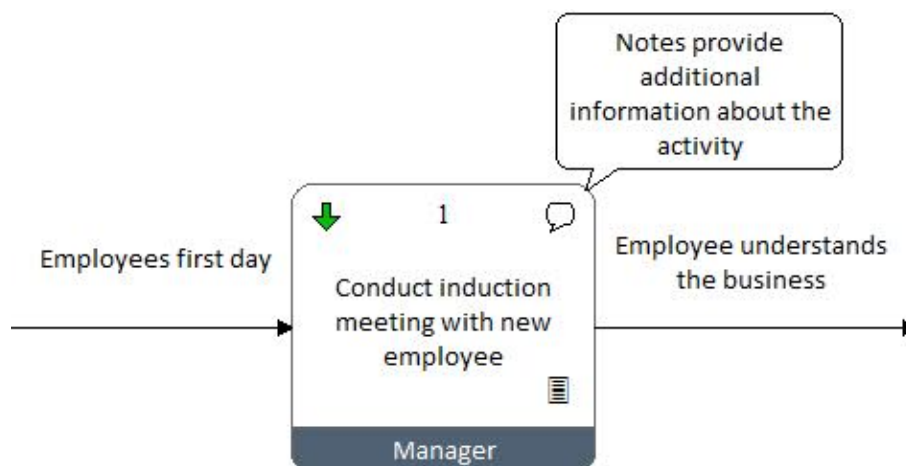 Notes provide
additional
information about the
activity
1
Employees first day
Employee understands
the business
Conduct induction
meeting with new
employee
Manager